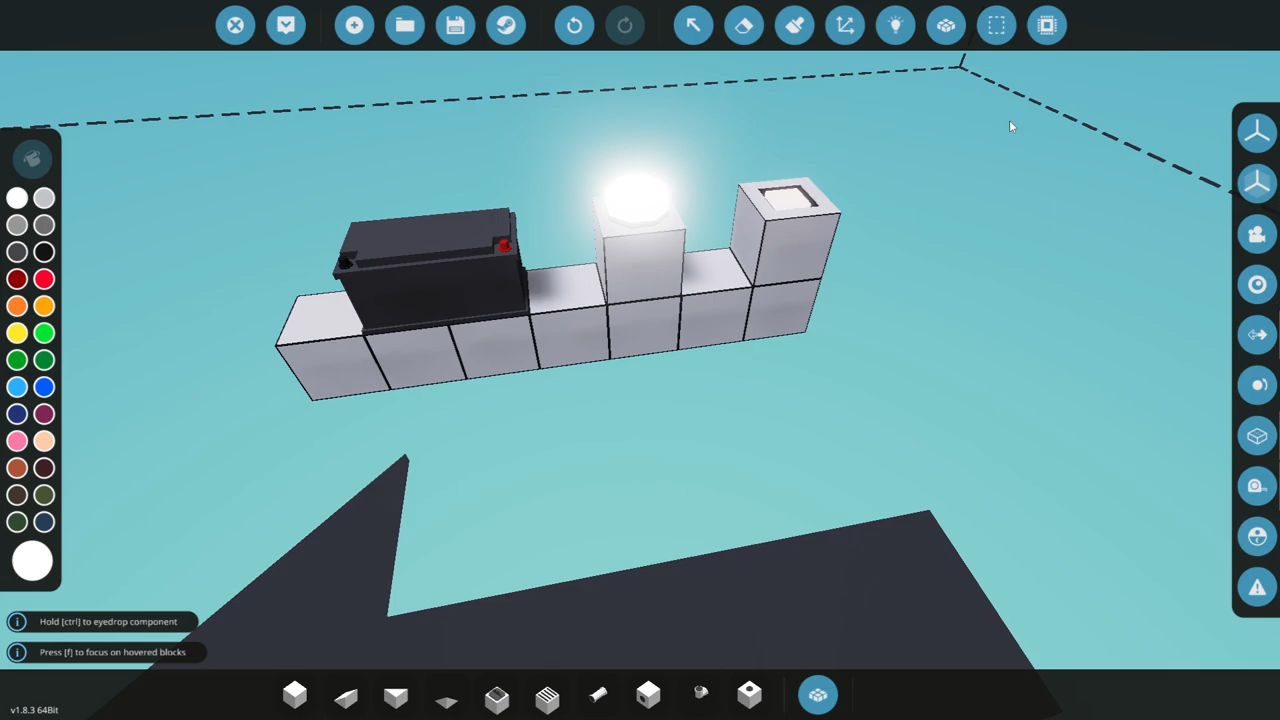 Hold [ctrl] to eyedrop component
Press [f] to focus on hovered blocks
v1.8.3 64Bit